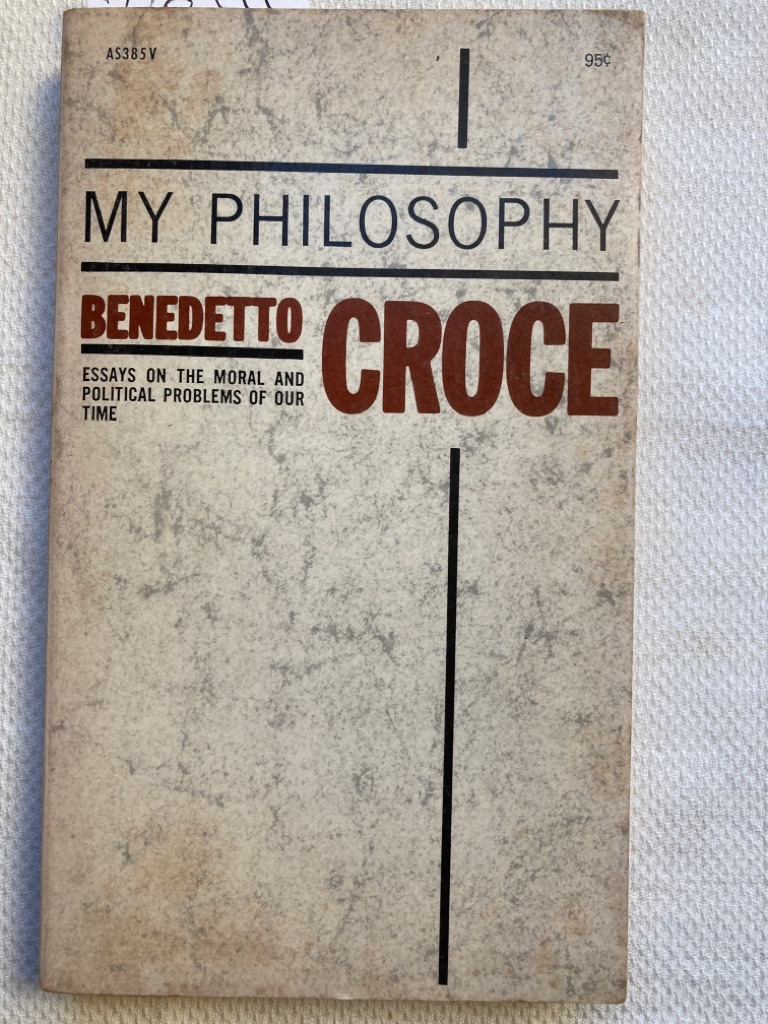 AS385V
95¢
MY PHILOSOPHY
BENEDETTO
CROCE
ESSAYS ON THE MORAL AND
POLITICAL PROBLEMS OF OUR
TIME